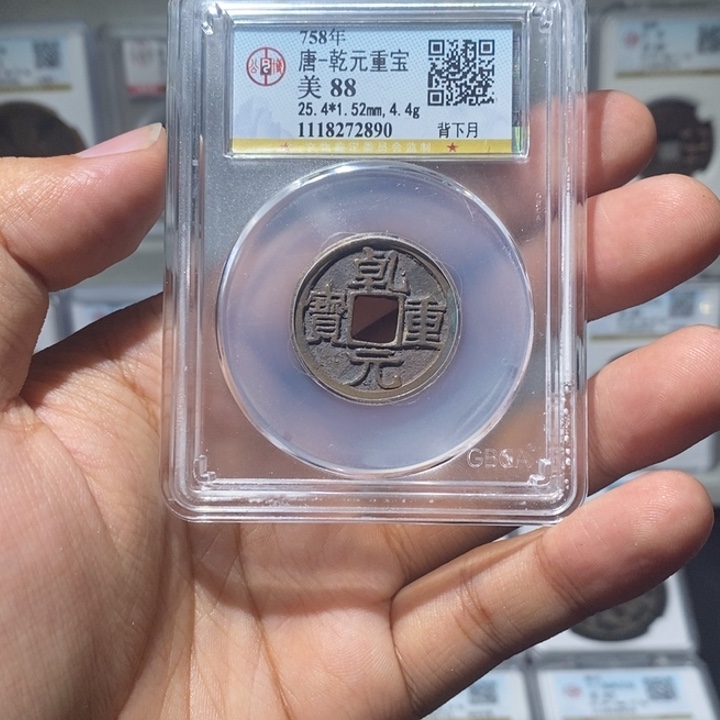 758年
唐-乾元重宝
美 88
25.4*1.52mm,4.4g
1118272890 背下月
乾
重
元
寶
GBCA